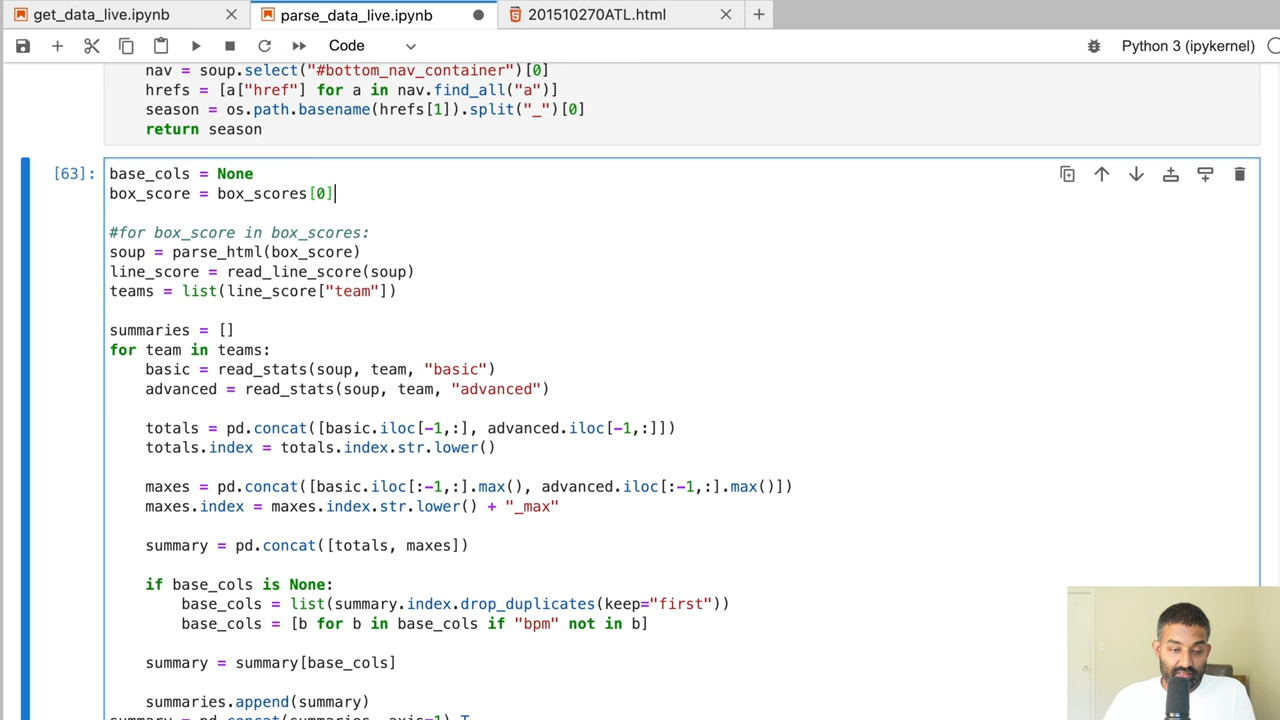 get_data_live.ipynb
parse_data_live.ipynb
201510270ATL.html
Code
Python 3 (ipykernel)
nav = soup.select("#bottom_nav_container")[0]
hrefs = [a["href"] for a in nav.find_all("a")]
season = os.path.basename(hrefs[1]).split("_")[0]
return season
[63]:
base_cols = None
box_score = box_scores[0]
#for box_score in box_scores:
soup = parse_html(box_score)
line_score = read_line_score(soup)
teams = list(line_score["team"])
summaries = []
for team in teams:
basic = read_stats(soup, team, "basic")
advanced = read_stats(soup, team, "advanced")
totals = pd.concat([basic.iloc[-1,:], advanced.iloc[-1,:]])
totals.index = totals.index.str.lower()
maxes = pd.concat([basic.iloc[:-1,:].max(), advanced.iloc[:-1,:].max()])
maxes.index = maxes.index.str.lower() + "_max"
summary = pd.concat([totals, maxes])
if base_cols is None:
base_cols = list(summary.index.drop_duplicates(keep="first"))
base_cols = [b for b in base_cols if "bpm" not in b]
summary = summary[base_cols]
summaries.append(summary)
summary = pd.concat(summaries, axis=1).T